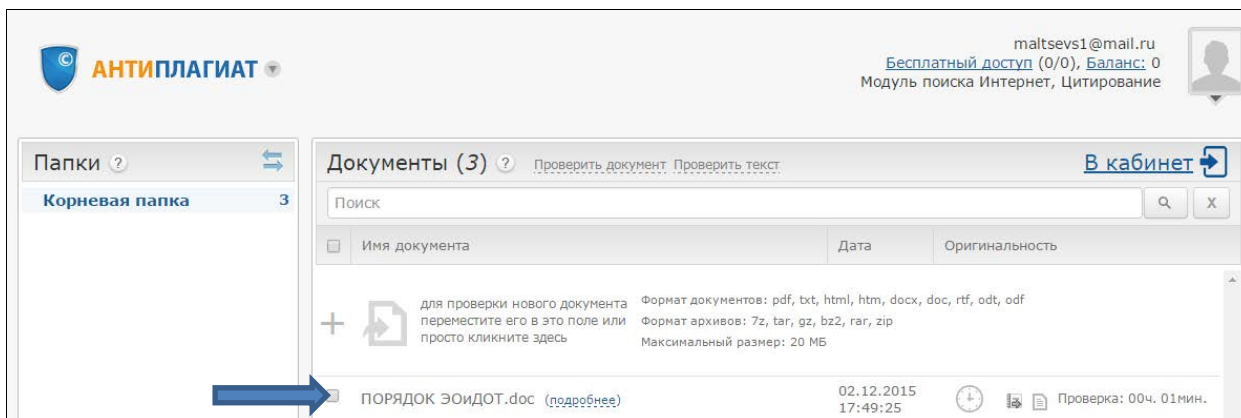 maltsevs1@mail.ru
© АНТИПЛАГИАТ
Бесплатный доступ (0/0), Баланс: 0
Модуль поиска Интернет, Цитирование
Папки ?
Корневая папка 3
Документы (3) ? Проверить документ Проверить текст В кабинет
Поиск X
Имя документа Дата Оригинальность
для проверки нового документа
переместите его в это поле или
просто кликните здесь
Формат документов: pdf, txt, html, htm, docx, doc, rtf, odt, odf
Формат архивов: 7z, tar, gz, bz2, rar, zip
Максимальный размер: 20 МБ
ПОРЯДОК ЭОиДОТ.doc (подробнее) 02.12.2015
17:49:25
Проверка: 00ч. 01мин.